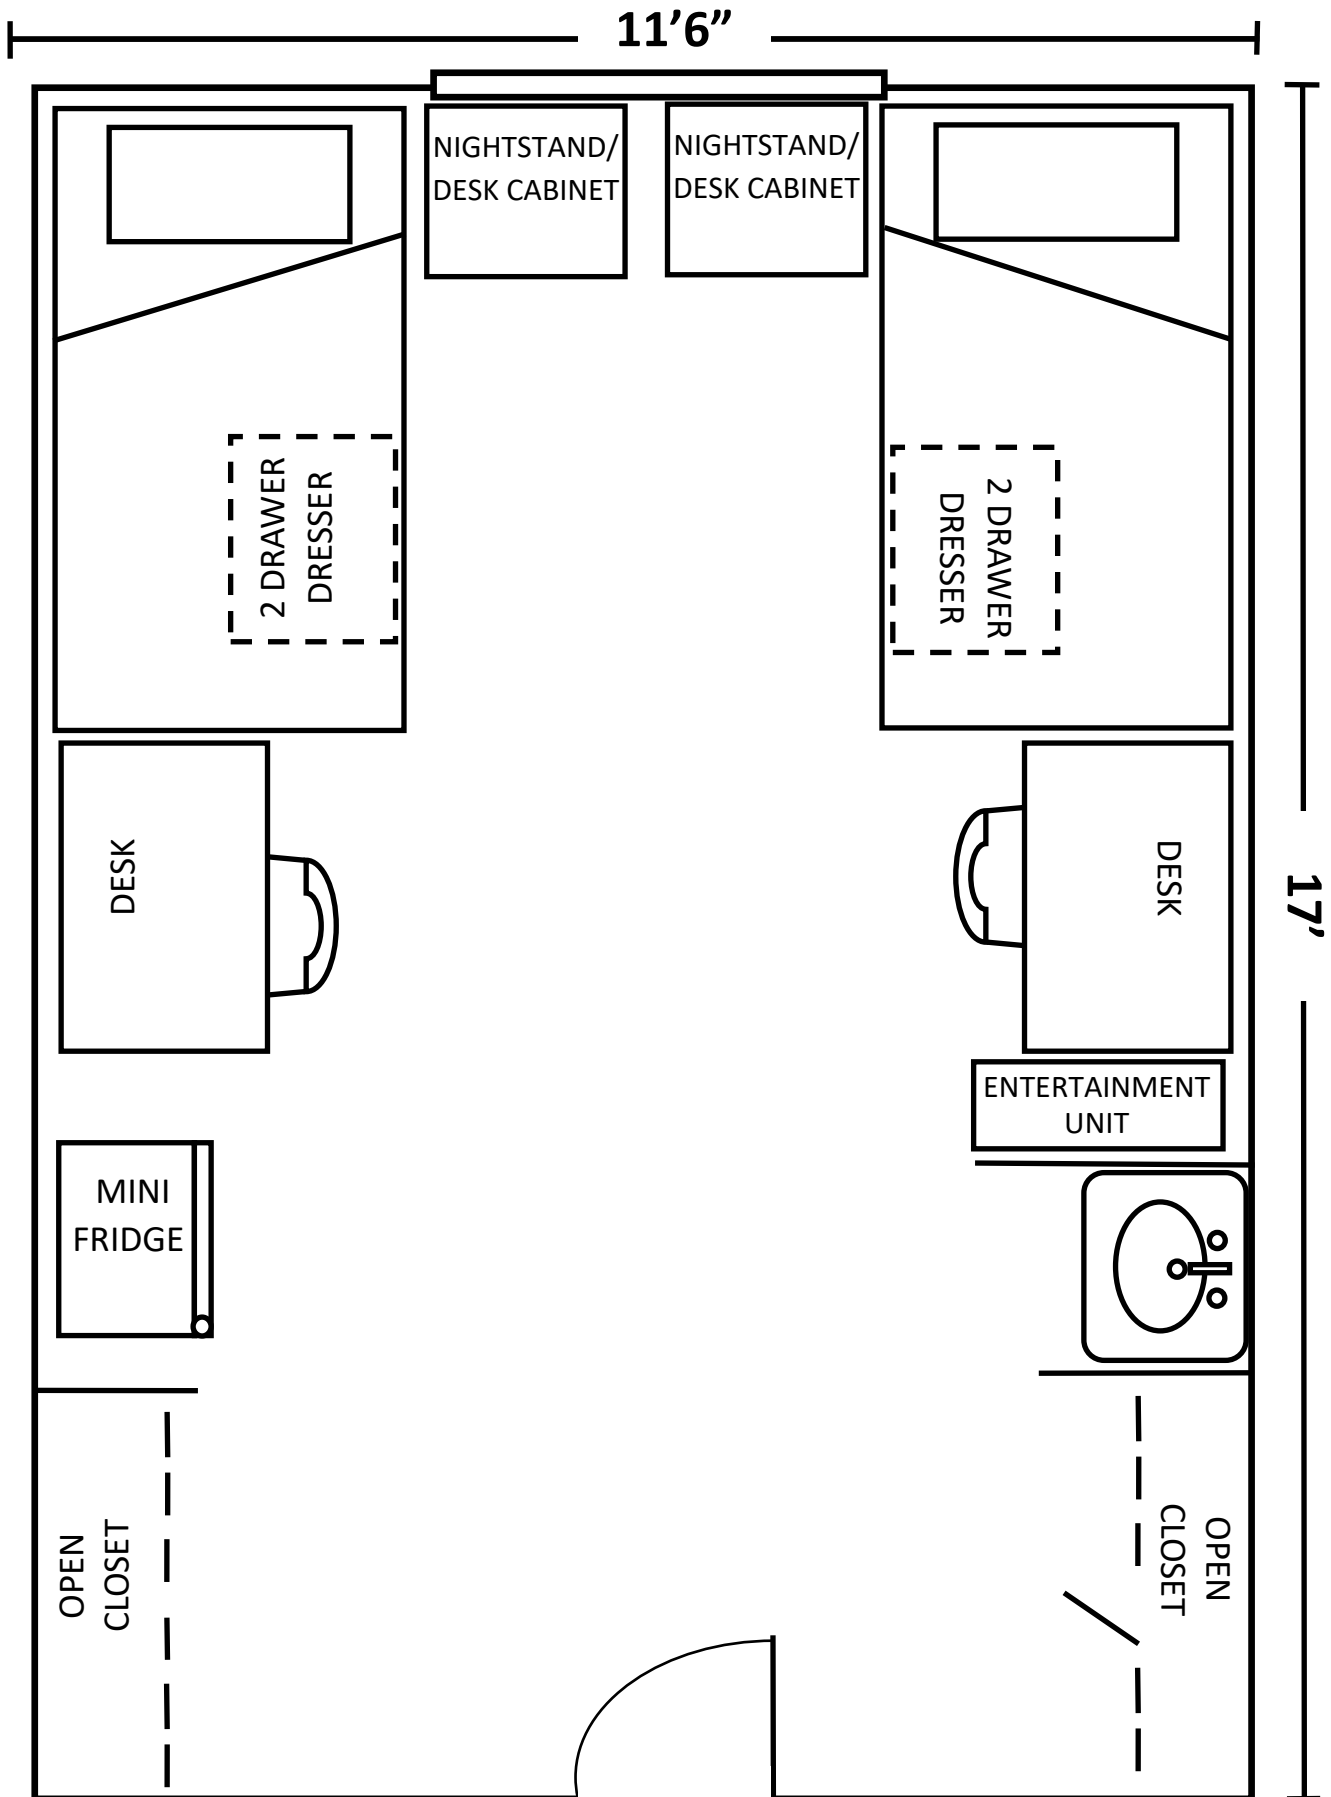 11’6”
NIGHTSTAND/
DESK CABINET
NIGHTSTAND/
DESK CABINET
2 DRAWER
DRESSER
2 DRAWER
DRESSER
DESK
DESK
17’
ENTERTAINMENT
UNIT
MINI
FRIDGE
OPEN
CLOSET
OPEN
CLOSET